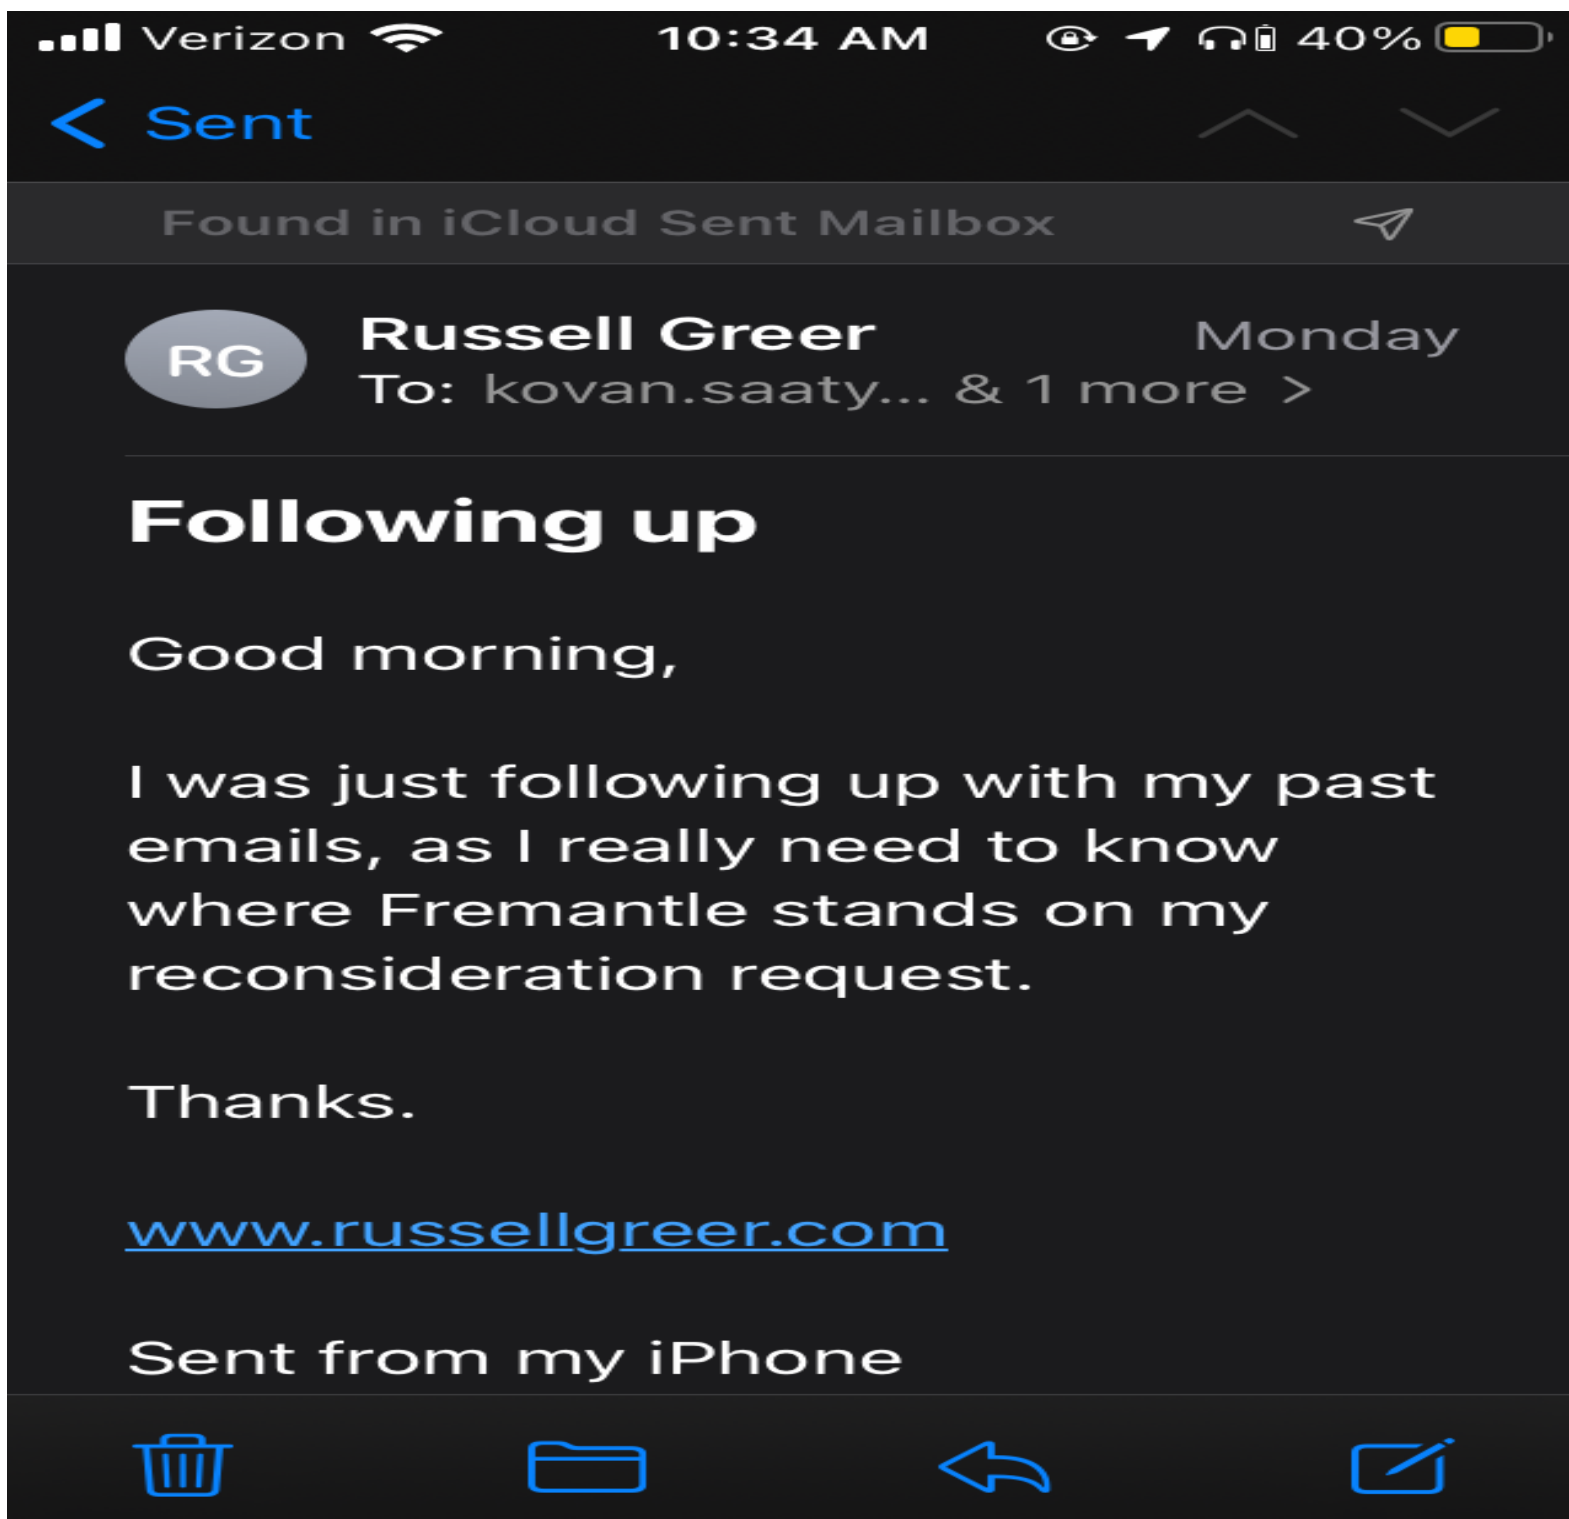 Verizon 10:34 AM 40%
Sent
Found in iCloud Sent Mailbox
RG Russell Greer Monday
To: kovan.saaty... & 1 more >
Following up
Good morning,
I was just following up with my past
emails, as I really need to know
where Fremantle stands on my
reconsideration request.
Thanks.
www.russellgreer.com
Sent from my iPhone